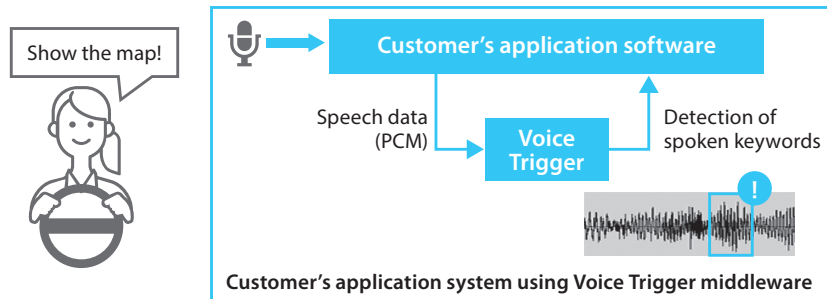 Show the map!
Customer’s application software
Speech data
(PCM)
Voice
Trigger
Detection of
spoken keywords
!
Customer’s application system using Voice Trigger middleware